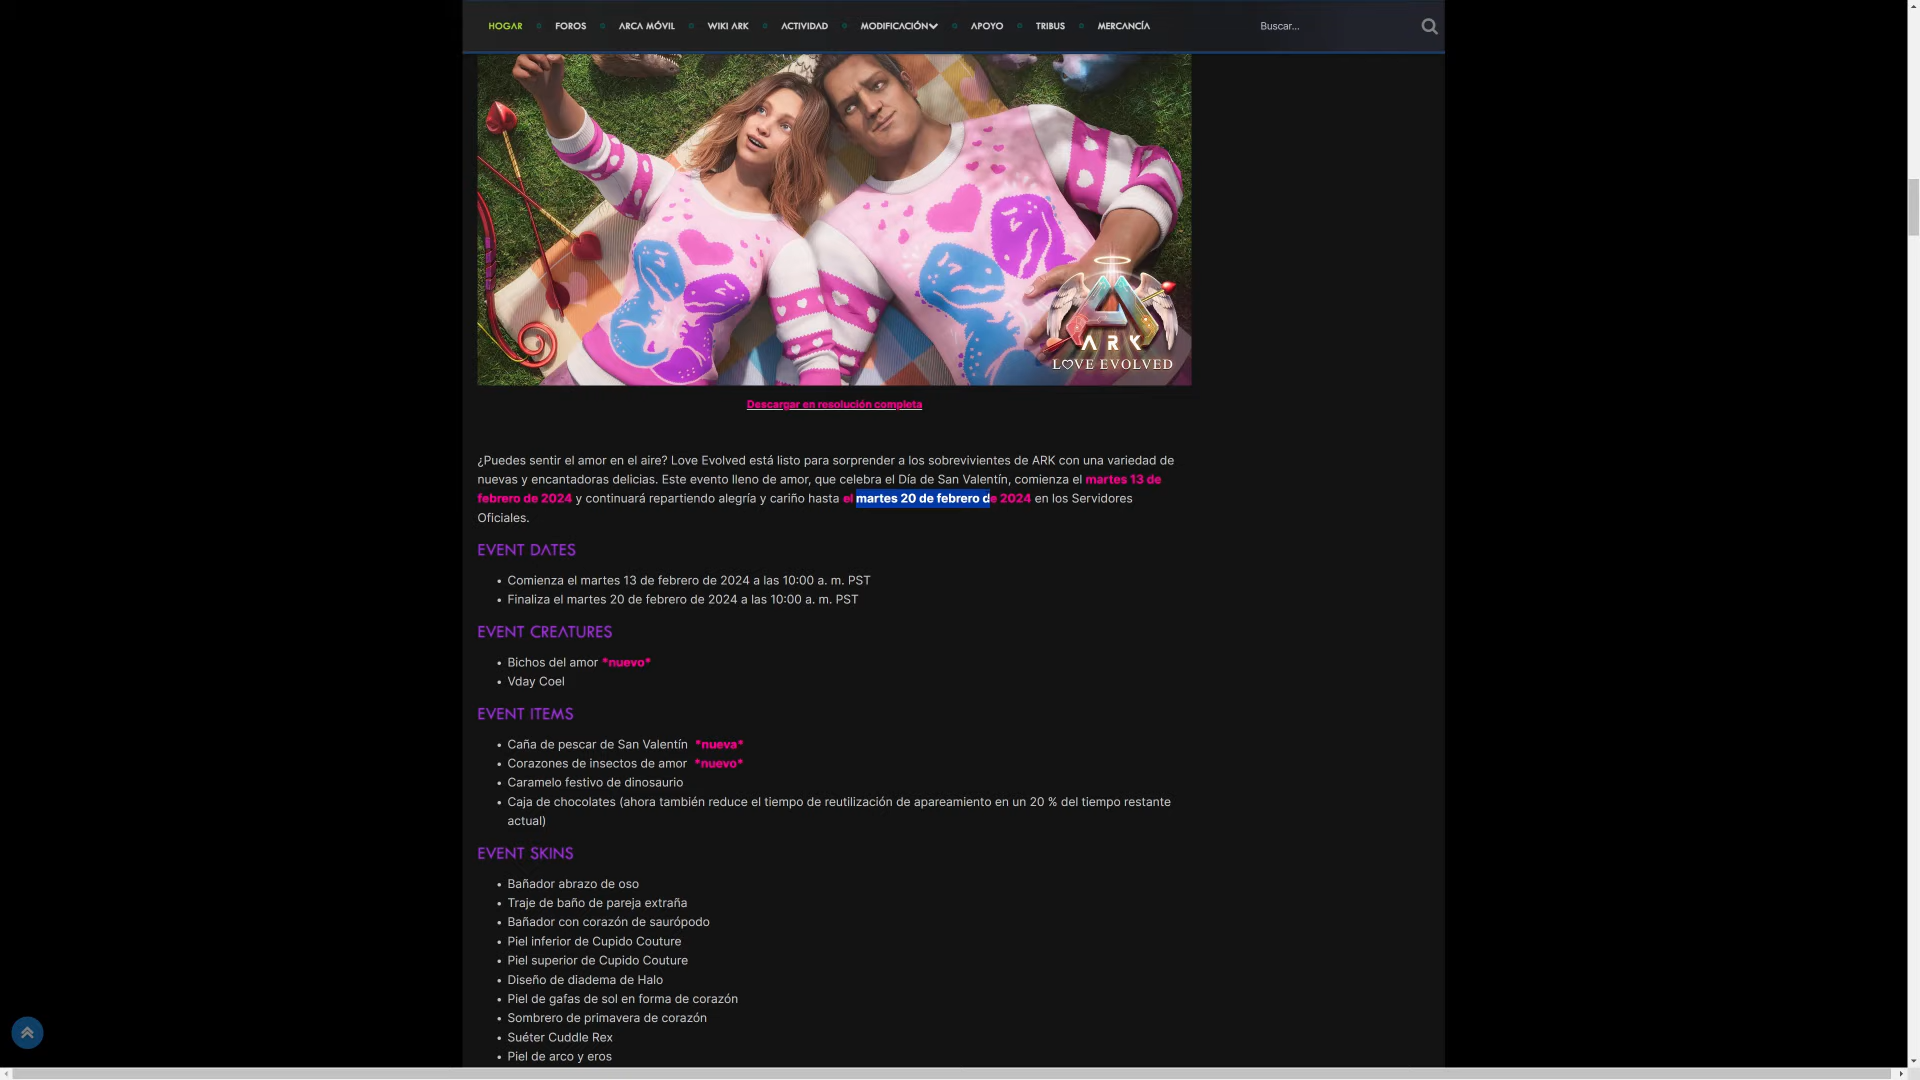 HOGAR FOROS ARCA MÓVIL WIKI ARK ACTIVIDAD MODIFICACIÓN APOYO TRIBUS MERCANCÍA Buscar...
ARK
LOVE EVOLVED
Descargar en resolución completa
¿Puedes sentir el amor en el aire? Love Evolved está listo para sorprender a los sobrevivientes de ARK con una variedad de
nuevas y encantadoras delicias. Este evento lleno de amor, que celebra el Día de San Valentín, comienza el martes 13 de
febrero de 2024 y continuará repartiendo alegría y cariño hasta el martes 20 de febrero de 2024 en los Servidores
Oficiales.
EVENT DATES
• Comienza el martes 13 de febrero de 2024 a las 10:00 a. m. PST
• Finaliza el martes 20 de febrero de 2024 a las 10:00 a. m. PST
EVENT CREATURES
• Bichos del amor *nuevo*
• Vday Coel
EVENT ITEMS
• Caña de pescar de San Valentín *nueva*
• Corazones de insectos de amor *nuevo*
• Caramelo festivo de dinosaurio
• Caja de chocolates (ahora también reduce el tiempo de reutilización de apareamiento en un 20 % del tiempo restante
actual)
EVENT SKINS
• Bañador abrazo de oso
• Traje de baño de pareja extraña
• Bañador con corazón de saurópodo
• Piel inferior de Cupido Couture
• Piel superior de Cupido Couture
• Diseño de diadema de Halo
• Piel de gafas de sol en forma de corazón
• Sombrero de primavera de corazón
• Suéter Cuddle Rex
• Piel de arco y eros